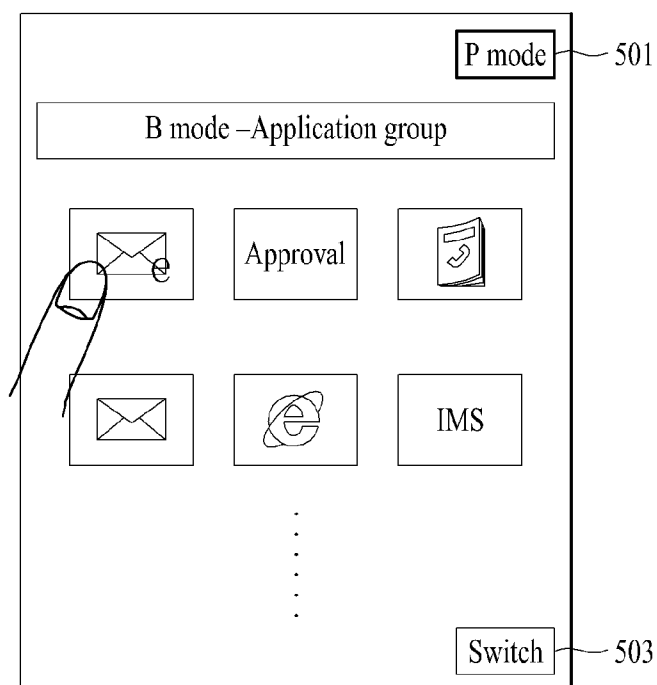 P mode
501
B mode –Application group
e
Approval
e
IMS
Switch
503